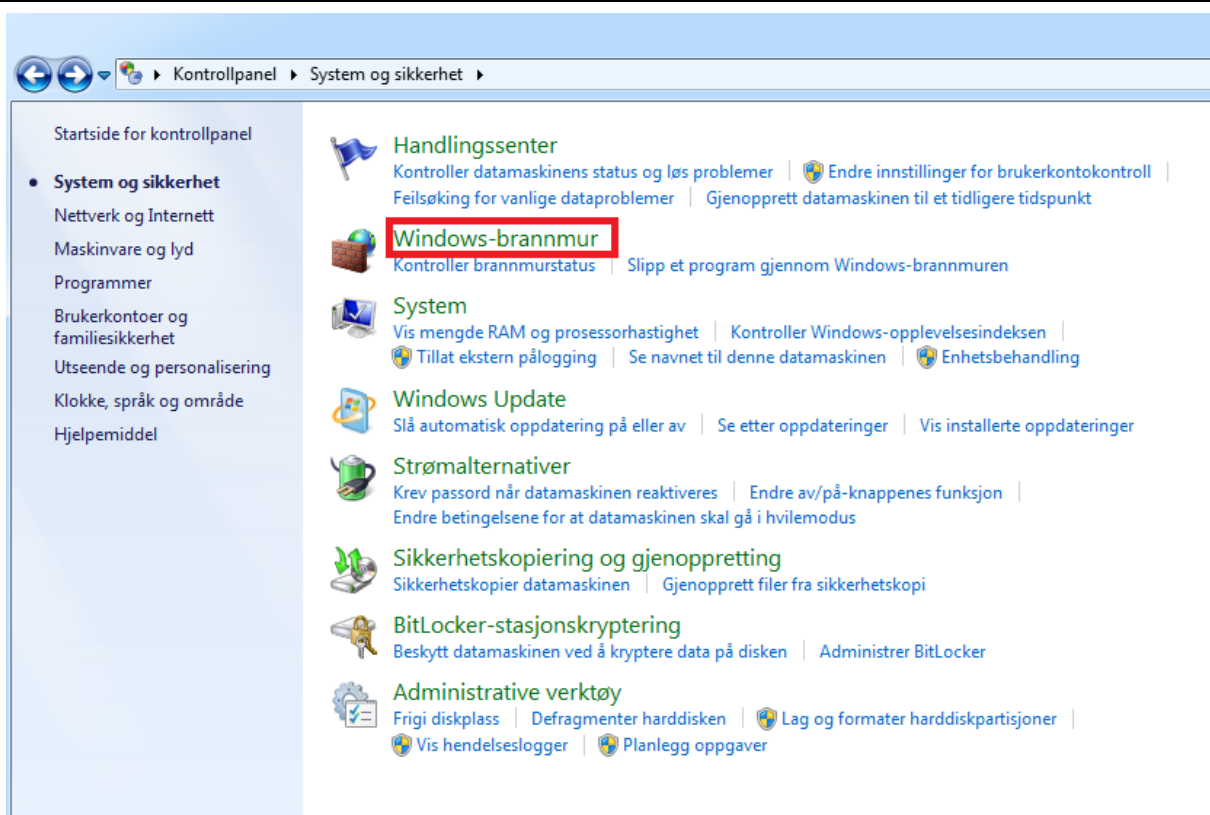 Kontrollpanel ▸ System og sikkerhet ▸
Startside for kontrollpanel
System og sikkerhet
Nettverk og Internett
Maskinvare og lyd
Programmer
Brukerkontoer og
familiesikkerhet
Utseende og personalisering
Klokke, språk og område
Hjelpemiddel
Handlingssenter
Kontroller datamaskinens status og løs problemer | Endre innstillinger for brukerkontokontroll |
Feilsøking for vanlige dataproblemer | Gjenopprett datamaskinen til et tidligere tidspunkt
Windows-brannmur
Kontroller brannmurstatus | Slipp et program gjennom Windows-brannmuren
System
Vis mengde RAM og prosessorhastighet | Kontroller Windows-opplevelsesindeksen |
Tillat ekstern pålogging | Se navnet til denne datamaskinen | Enhetsbehandling
Windows Update
Slå automatisk oppdatering på eller av | Se etter oppdateringer | Vis installerte oppdateringer
Strømalternativer
Krev passord når datamaskinen reaktiveres | Endre av/på-knappenes funksjon |
Endre betingelsene for at datamaskinen skal gå i hvilemodus
Sikkerhetskopiering og gjenoppretting
Sikkerhetskopier datamaskinen | Gjenopprett filer fra sikkerhetskopi
BitLocker-stasjonskryptering
Beskytt datamaskinen ved å kryptere data på disken | Administrer BitLocker
Administrative verktøy
Frigi diskplass | Defragmenter harddisken | Lag og formater harddiskpartisjoner |
Vis hendelseslogger | Planlegg oppgaver